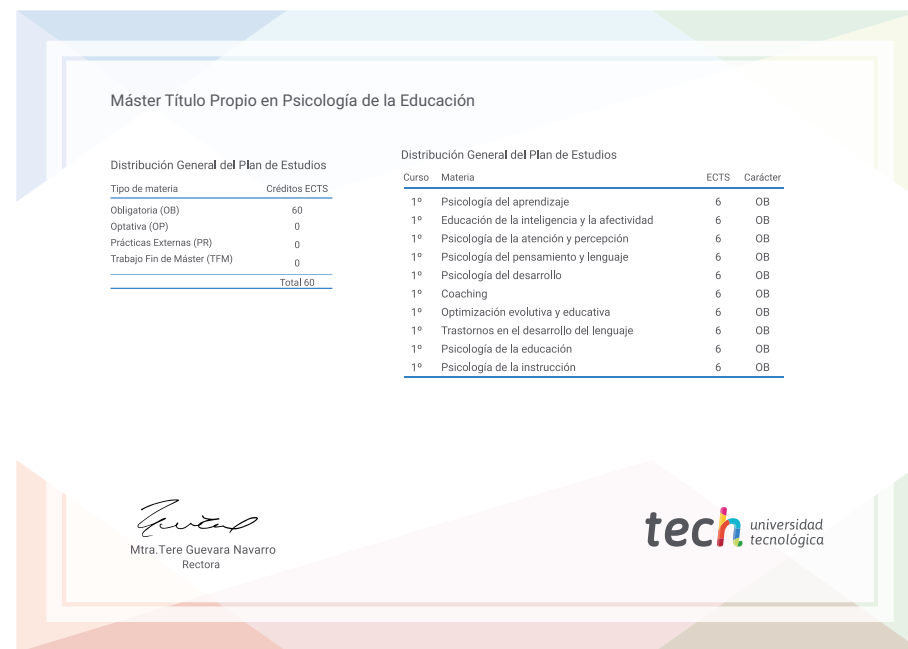 Máster Título Propio en Psicología de la Educación
Distribución General del Plan de Estudios
Tipo de materia Créditos ECTS
Obligatoria (OB) 60
Optativa (OP) 0
Prácticas Externas (PR) 0
Trabajo Fin de Máster (TFM) 0
Total 60
Distribución General del Plan de Estudios
Curso Materia ECTS Carácter
1º Psicología del aprendizaje 6 OB
1º Educación de la inteligencia y la afectividad 6 OB
1º Psicología de la atención y percepción 6 OB
1º Psicología del pensamiento y lenguaje 6 OB
1º Psicología del desarrollo 6 OB
1º Coaching 6 OB
1º Optimización evolutiva y educativa 6 OB
1º Trastornos en el desarrollo del lenguaje 6 OB
1º Psicología de la educación 6 OB
1º Psicología de la instrucción 6 OB
Mtra.Tere Guevara Navarro
Rectora
tech universidad
tecnológica